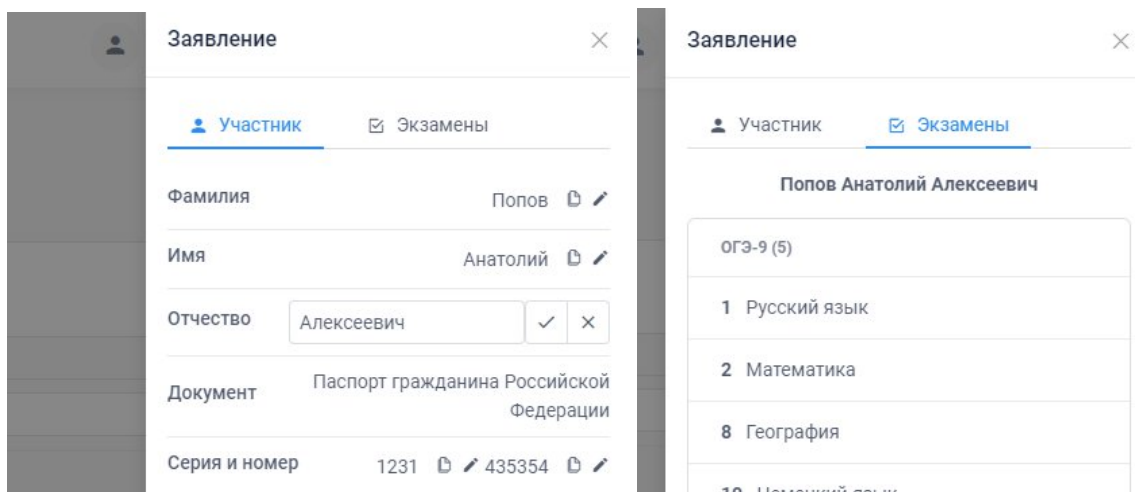 Заявление
Участник Экзамены
Фамилия Попов
Имя Анатолий
Отчество Алексеевич
Документ Паспорт гражданина Российской
Федерации
Серия и номер 1231 435354
Заявление
Участник Экзамены
Попов Анатолий Алексеевич
ОГЭ-9 (5)
1 Русский язык
2 Математика
8 География